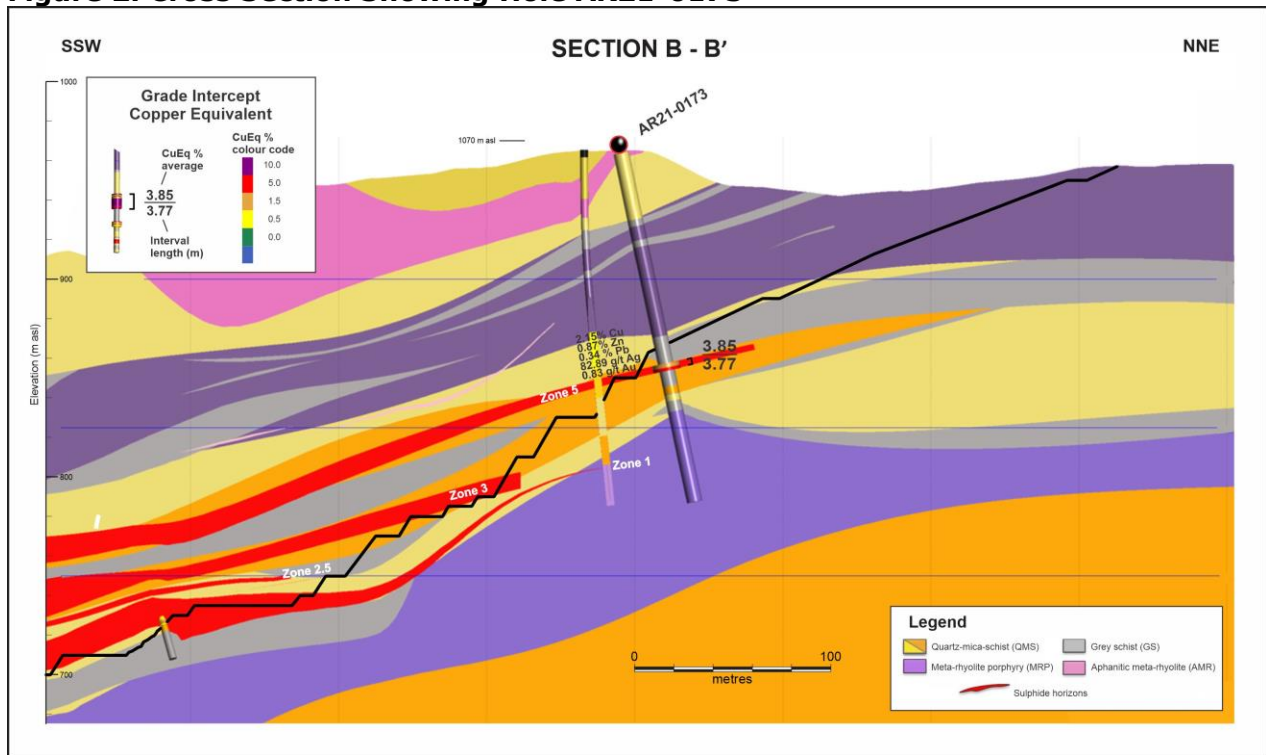 Figure 2. Cross Section Showing Hole AR21-0173
SSW
SECTION B - B'
NNE
1000
Grade Intercept
Copper Equivalent
CuEq %
average
3.85
3.77
Interval
length (m)
CuEq %
colour code
10.0
5.0
1.5
0.5
0.0
1070 m asl
AR21-0173
900
Elevation (m asl)
2.15% Cu
0.87% Zn
0.34 % Pb
82.89 g/t Ag
0.83 g/t Au
3.85
3.77
Zone 5
800
Zone 1
Zone 3
Zone 2.5
700
0
100
metres
Legend
Quartz-mica-schist (QMS)
Grey schist (GS)
Meta-rhyolite porphyry (MRP)
Aphanitic meta-rhyolite (AMR)
Sulphide horizons